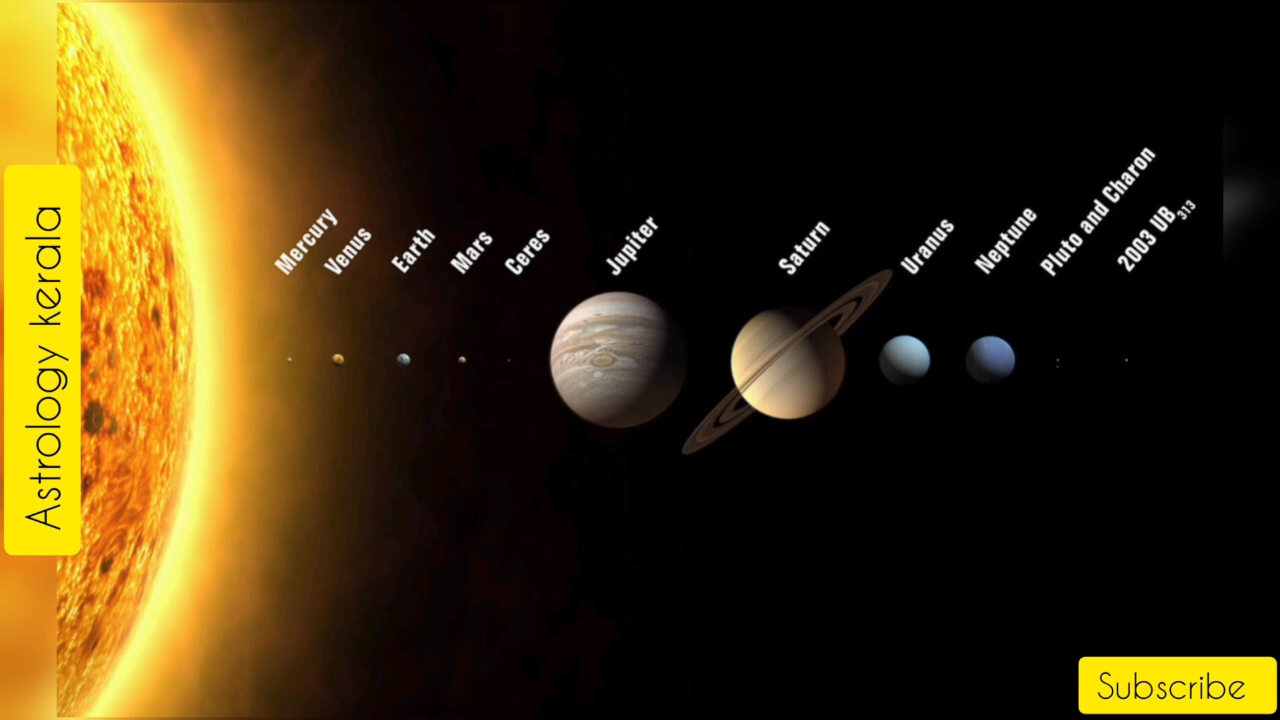 Astrology kerala
Mercury
Venus
Earth
Mars
Ceres
Jupiter
Saturn
Uranus
Neptune
Pluto and Charon
2003 UB313
Subscribe